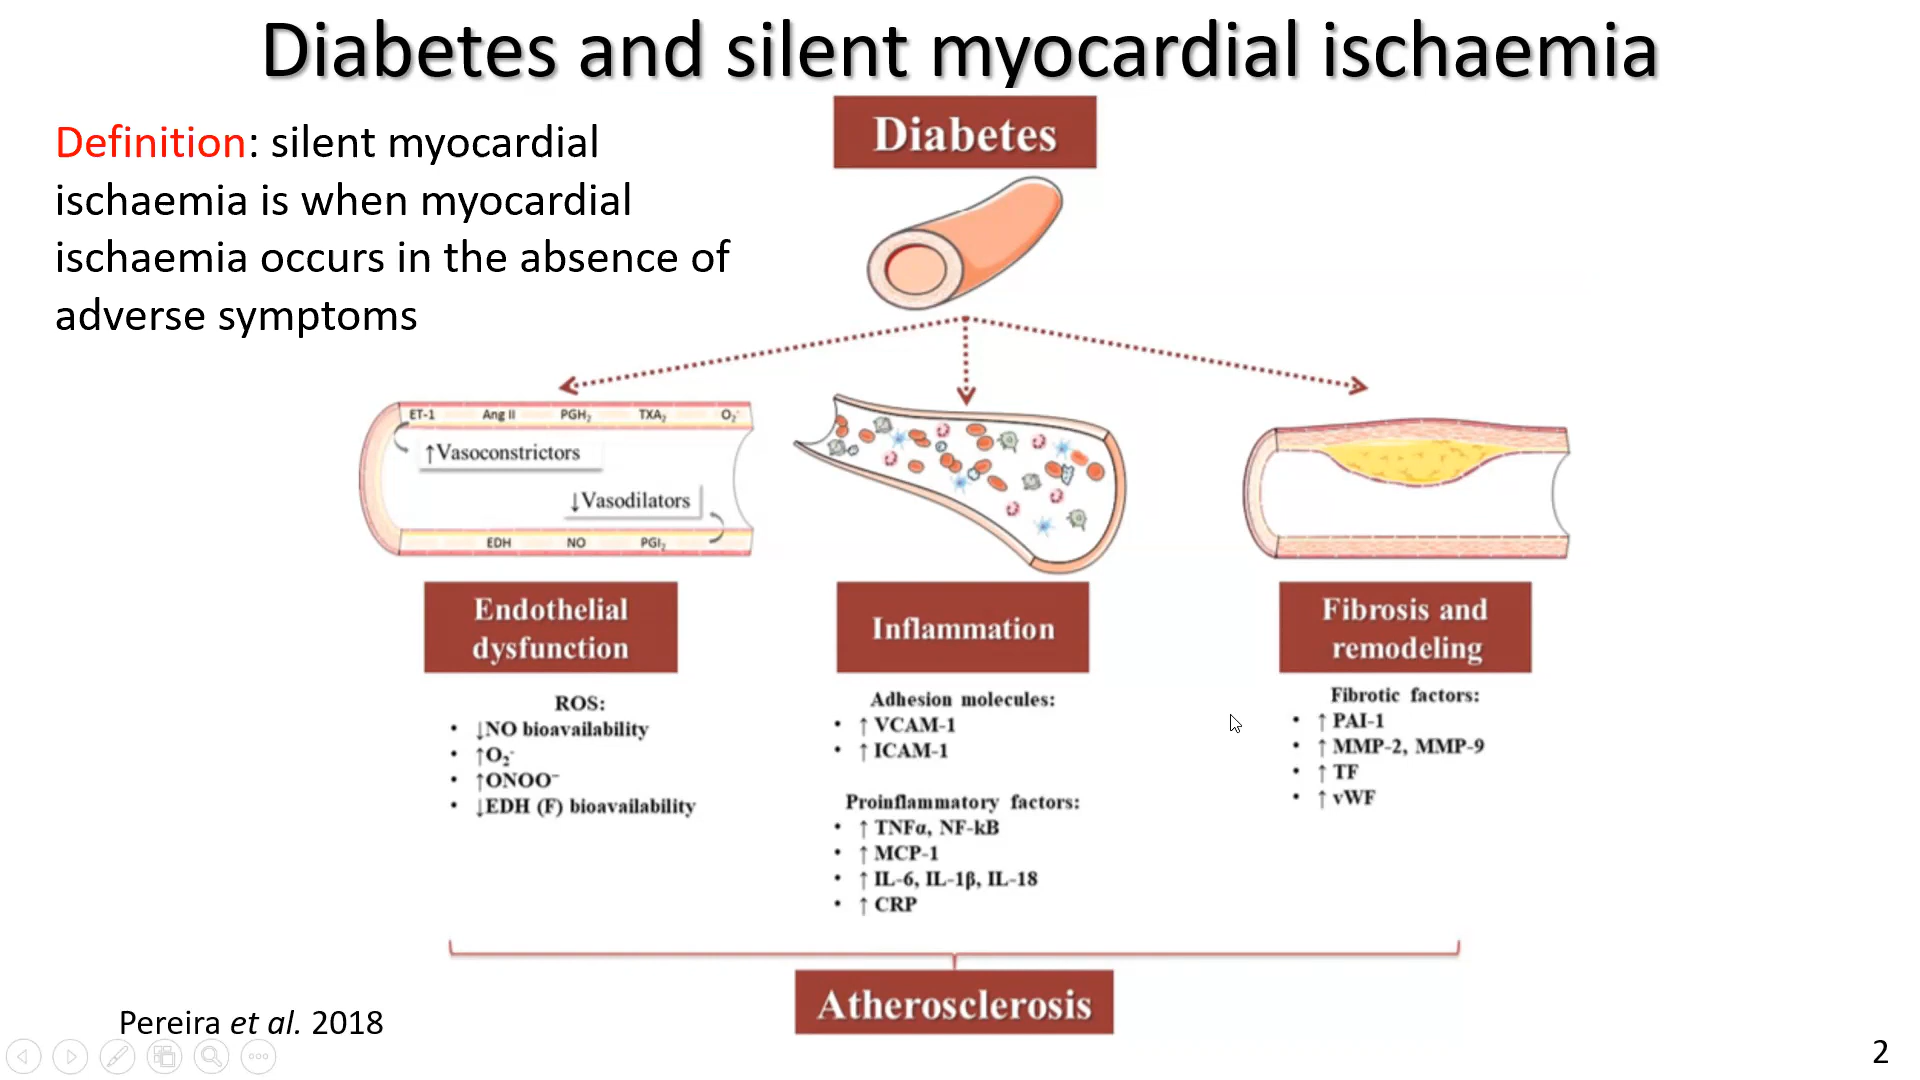 Diabetes and silent myocardial ischaemia
Definition: silent myocardial
ischaemia is when myocardial
ischaemia occurs in the absence of
adverse symptoms
Diabetes
ET-1 Ang II PGH₂ TXA₂ O₂⁻
↑Vasoconstrictors
↓Vasodilators
EDH NO PGI₂
Endothelial
dysfunction
ROS:
• ↓NO bioavailability
• ↑O₂⁻
• ↑ONOO⁻
• ↓EDH (F) bioavailability
Inflammation
Adhesion molecules:
• ↑ VCAM-1
• ↑ ICAM-1
Proinflammatory factors:
• ↑ TNFα, NF-kB
• ↑ MCP-1
• ↑ IL-6, IL-1β, IL-18
• ↑ CRP
Fibrosis and
remodeling
Fibrotic factors:
• ↑ PAI-1
• ↑ MMP-2, MMP-9
• ↑ TF
• ↑ vWF
Atherosclerosis
Pereira et al. 2018
2